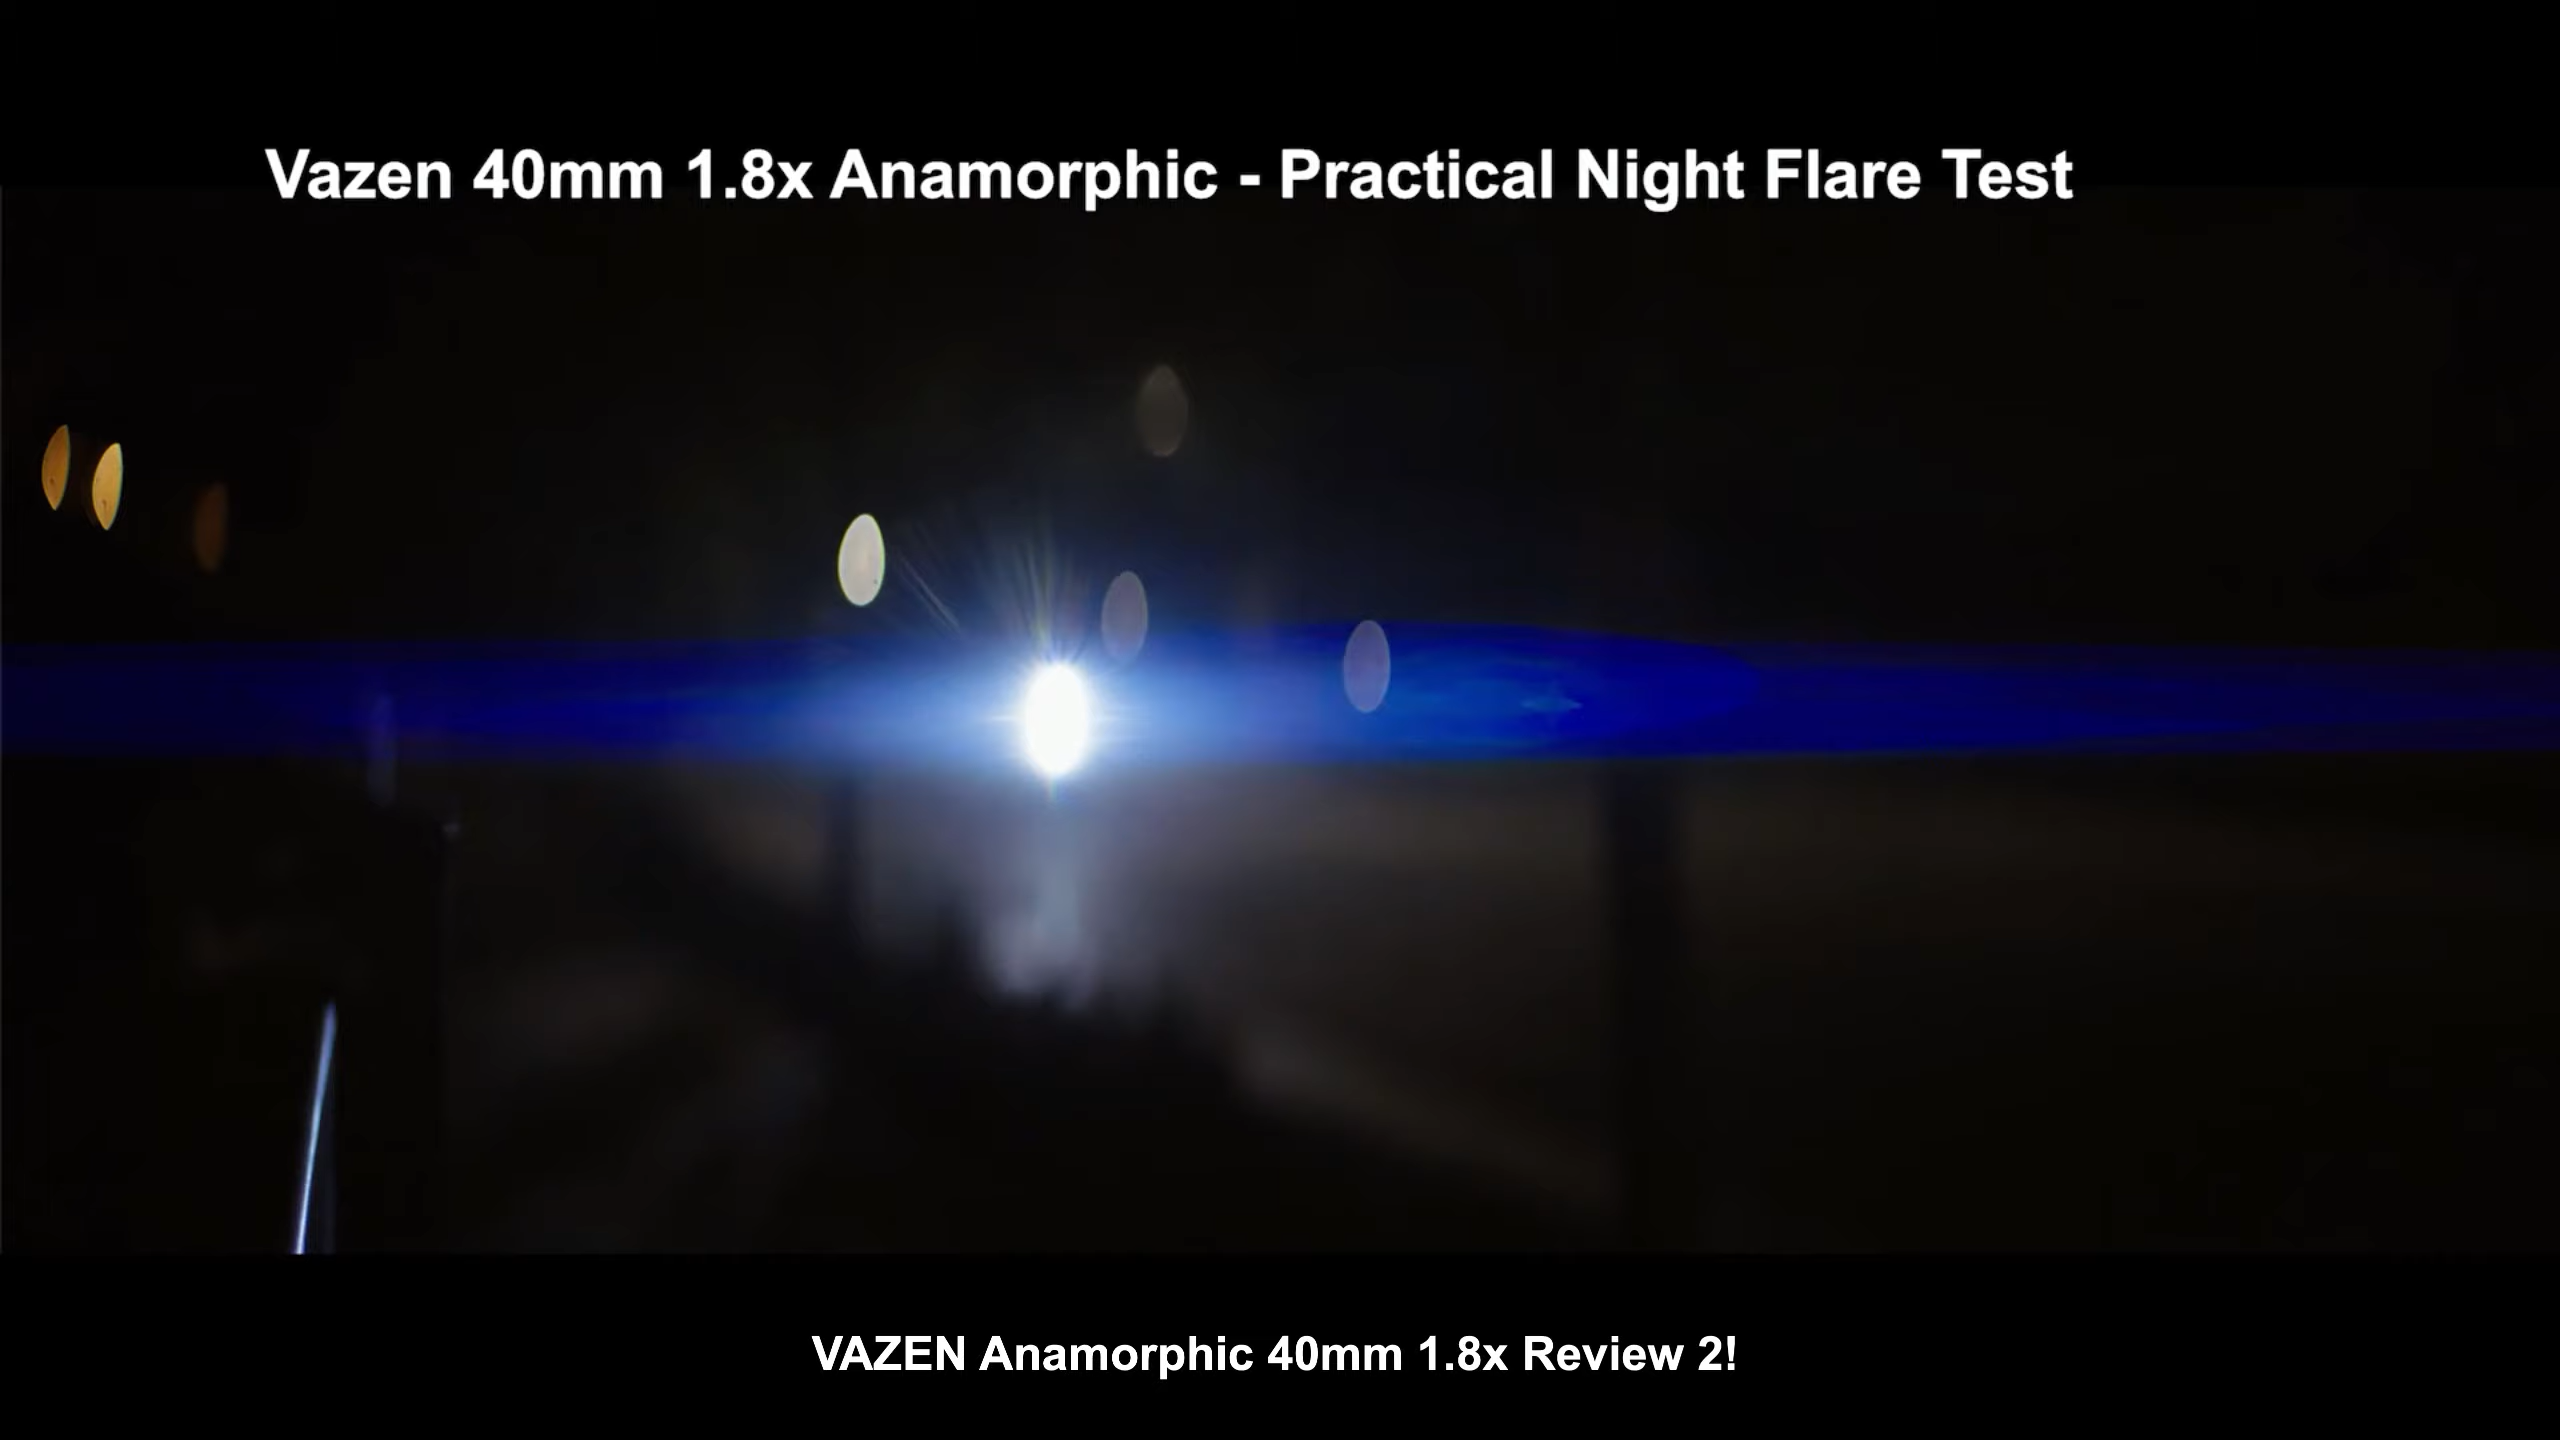 Vazen 40mm 1.8x Anamorphic - Practical Night Flare Test
VAZEN Anamorphic 40mm 1.8x Review 2!